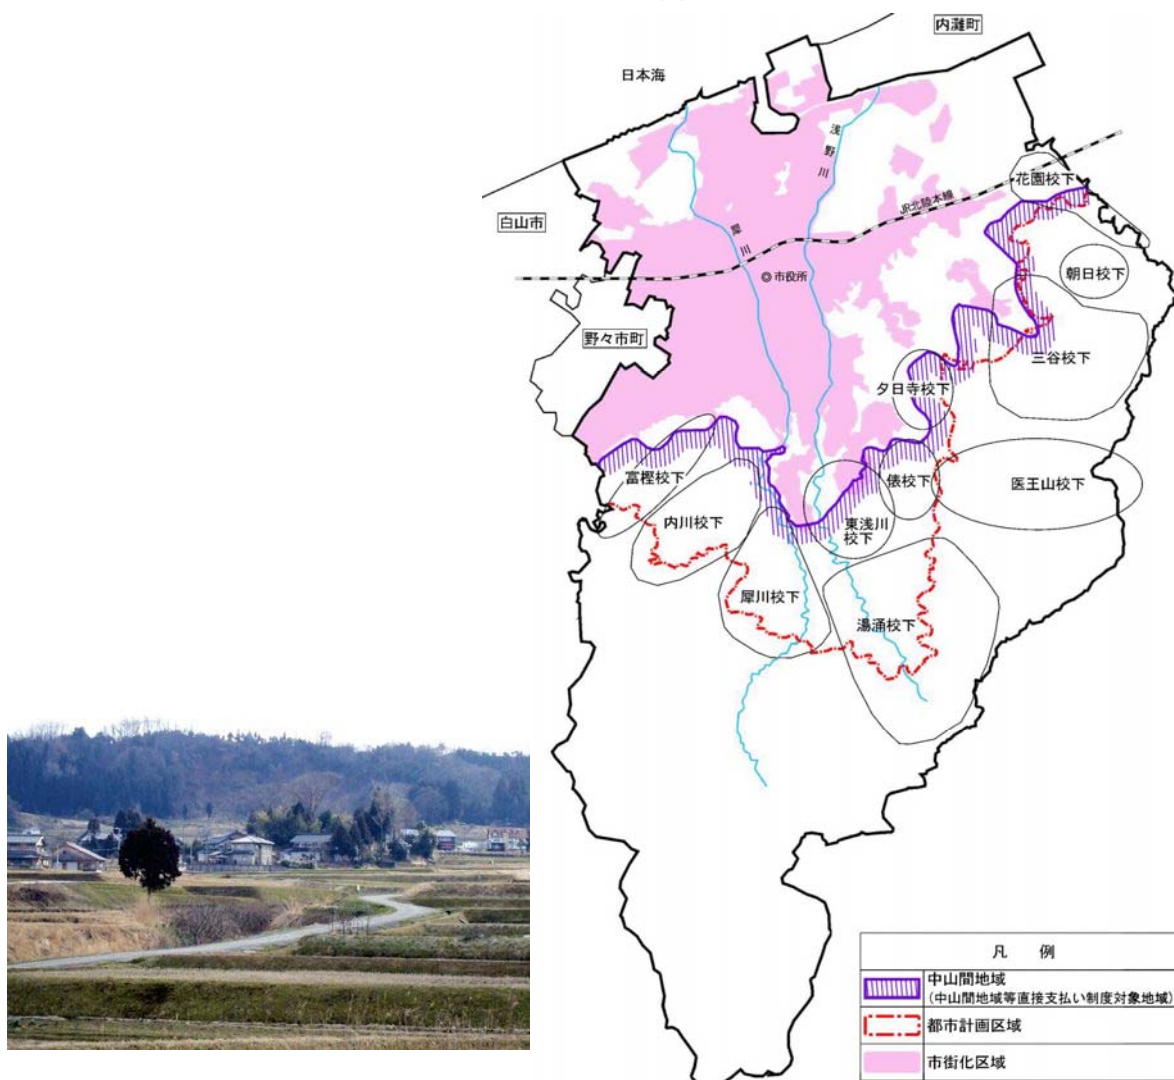 内灘町
日本海
浅野川
花園校下
JR北陸本線
白山市
犀川
朝日校下
市役所
野々市町
三谷校下
夕日寺校下
富樫校下
俵校下
医王山校下
内川校下
東浅川
校下
犀川校下
湯涌校下
凡 例
中山間地域
(中山間地域等直接支払い制度対象地域)
都市計画区域
市街化区域